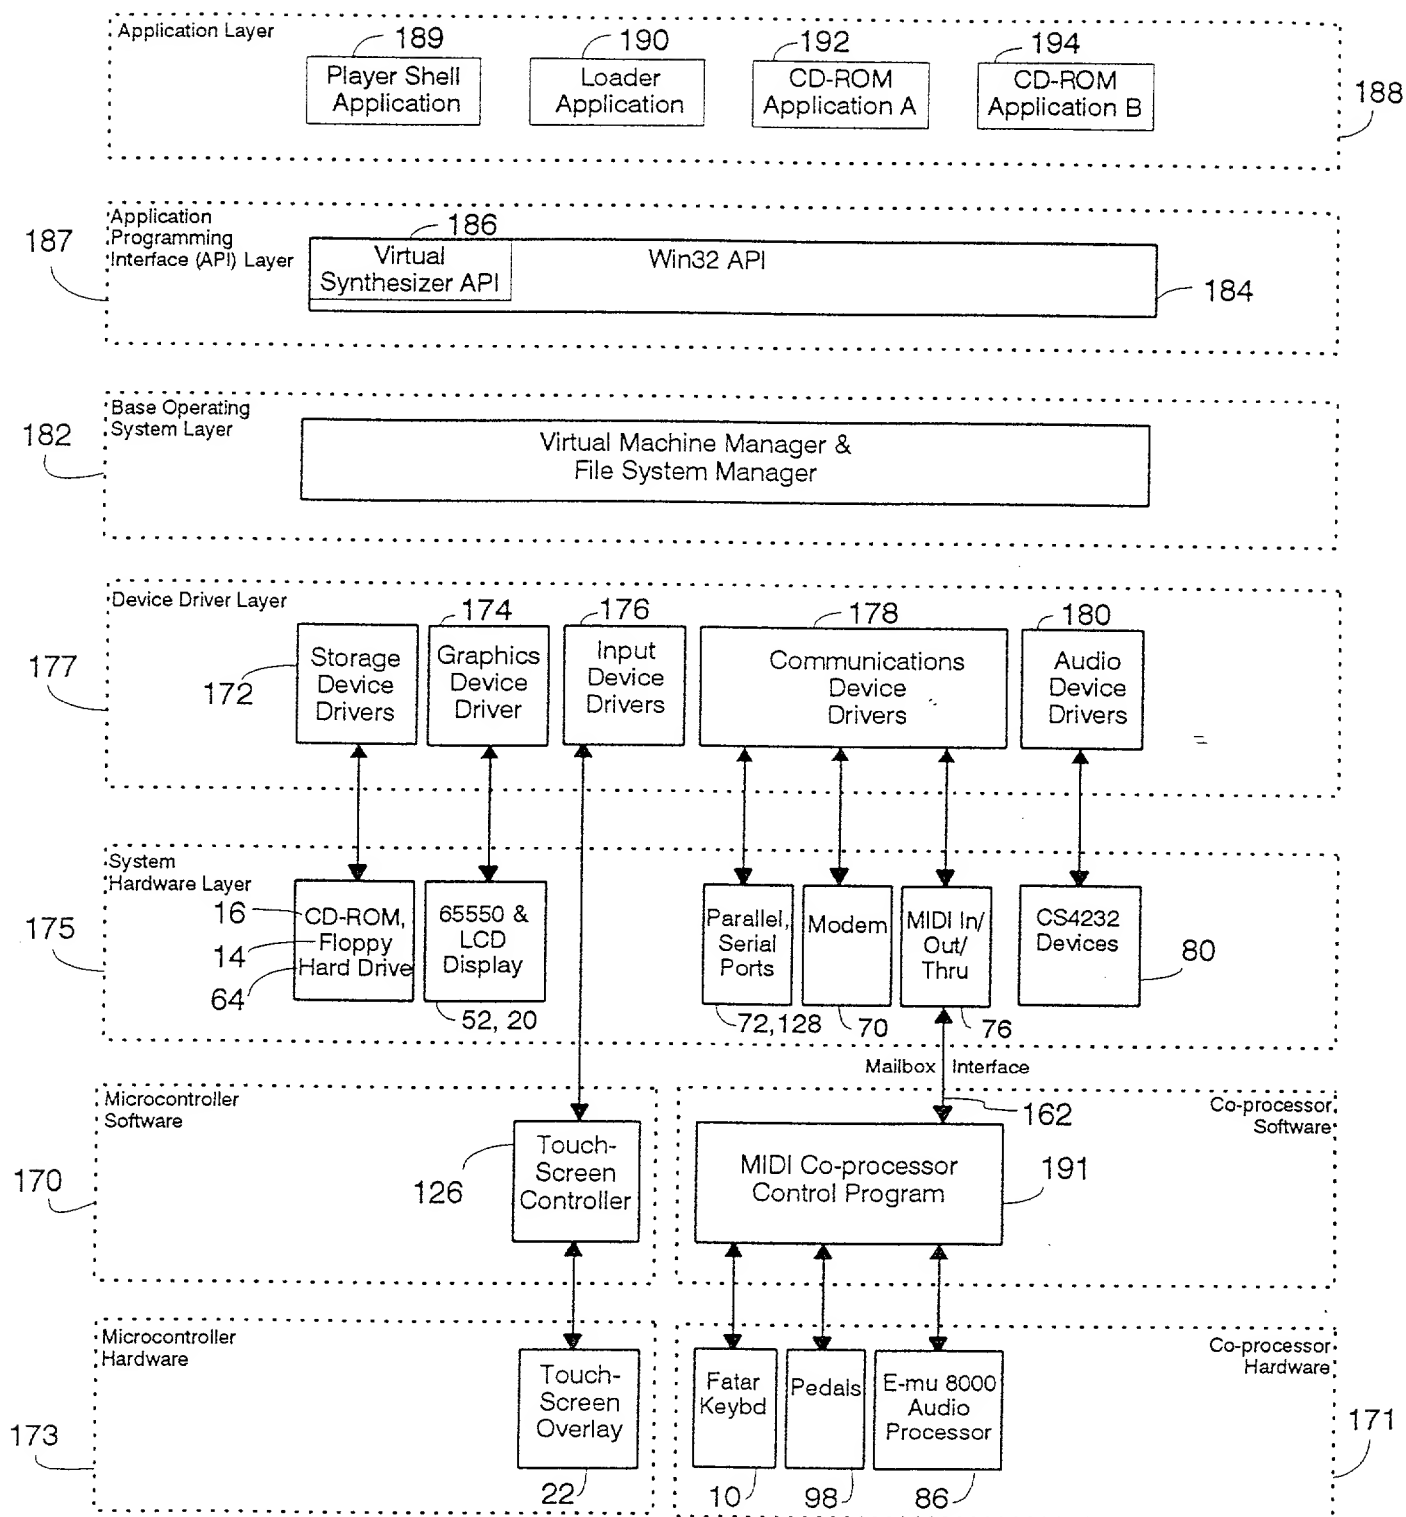 Application Layer
189
190
192
194
Player Shell
Application
Loader
Application
CD-ROM
Application A
CD-ROM
Application B
188
Application
Programming
Interface (API) Layer
187
186
Virtual
Synthesizer API
Win32 API
184
Base Operating
System Layer
182
Virtual Machine Manager &
File System Manager
Device Driver Layer
174
176
178
180
177
172
Storage
Device
Drivers
Graphics
Device
Driver
Input
Device
Drivers
Communications
Device
Drivers
Audio
Device
Drivers
System
Hardware Layer
175
16
14
64
CD-ROM,
Floppy
Hard Drive
65550 &
LCD
Display
52, 20
Parallel,
Serial
Ports
72, 128
Modem
70
MIDI In/
Out/
Thru
76
CS4232
Devices
80
Mailbox Interface
162
Microcontroller
Software
170
126
Touch-
Screen
Controller
Co-processor
Software
MIDI Co-processor
Control Program
191
Microcontroller
Hardware
173
Touch-
Screen
Overlay
22
Co-processor
Hardware
Fatar
Keybd
10
Pedals
98
E-mu 8000
Audio
Processor
86
171